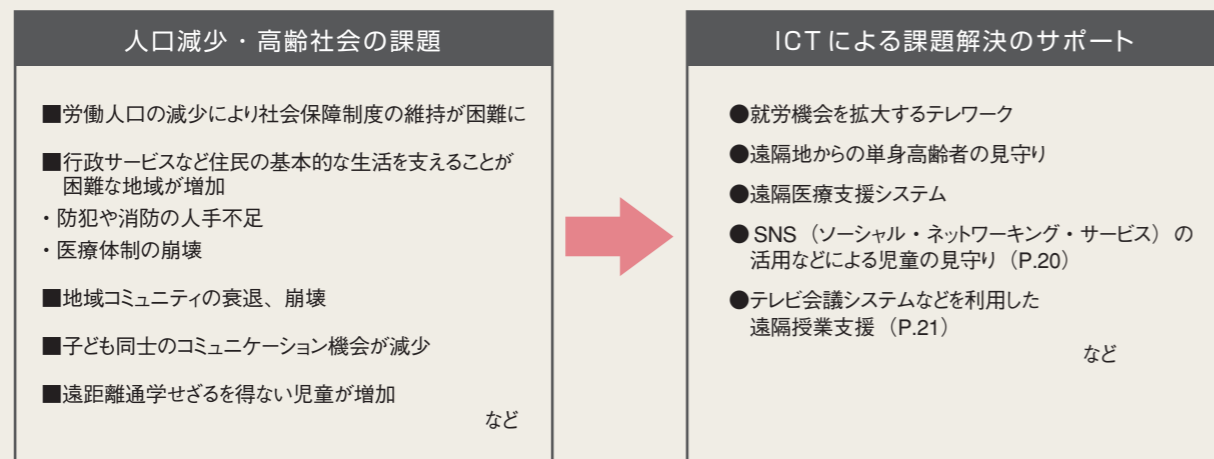 人口減少・高齢社会の課題
■労働人口の減少により社会保障制度の維持が困難に
■行政サービスなど住民の基本的な生活を支えることが
困難な地域が増加
・防犯や消防の人手不足
・医療体制の崩壊
■地域コミュニティの衰退、崩壊
■子ども同士のコミュニケーション機会が減少
■遠距離通学せざるを得ない児童が増加
など
ICTによる課題解決のサポート
●就労機会を拡大するテレワーク
●遠隔地からの単身高齢者の見守り
●遠隔医療支援システム
●SNS（ソーシャル・ネットワーキング・サービス）の
活用などによる児童の見守り（P.20）
●テレビ会議システムなどを利用した
遠隔授業支援（P.21）
など